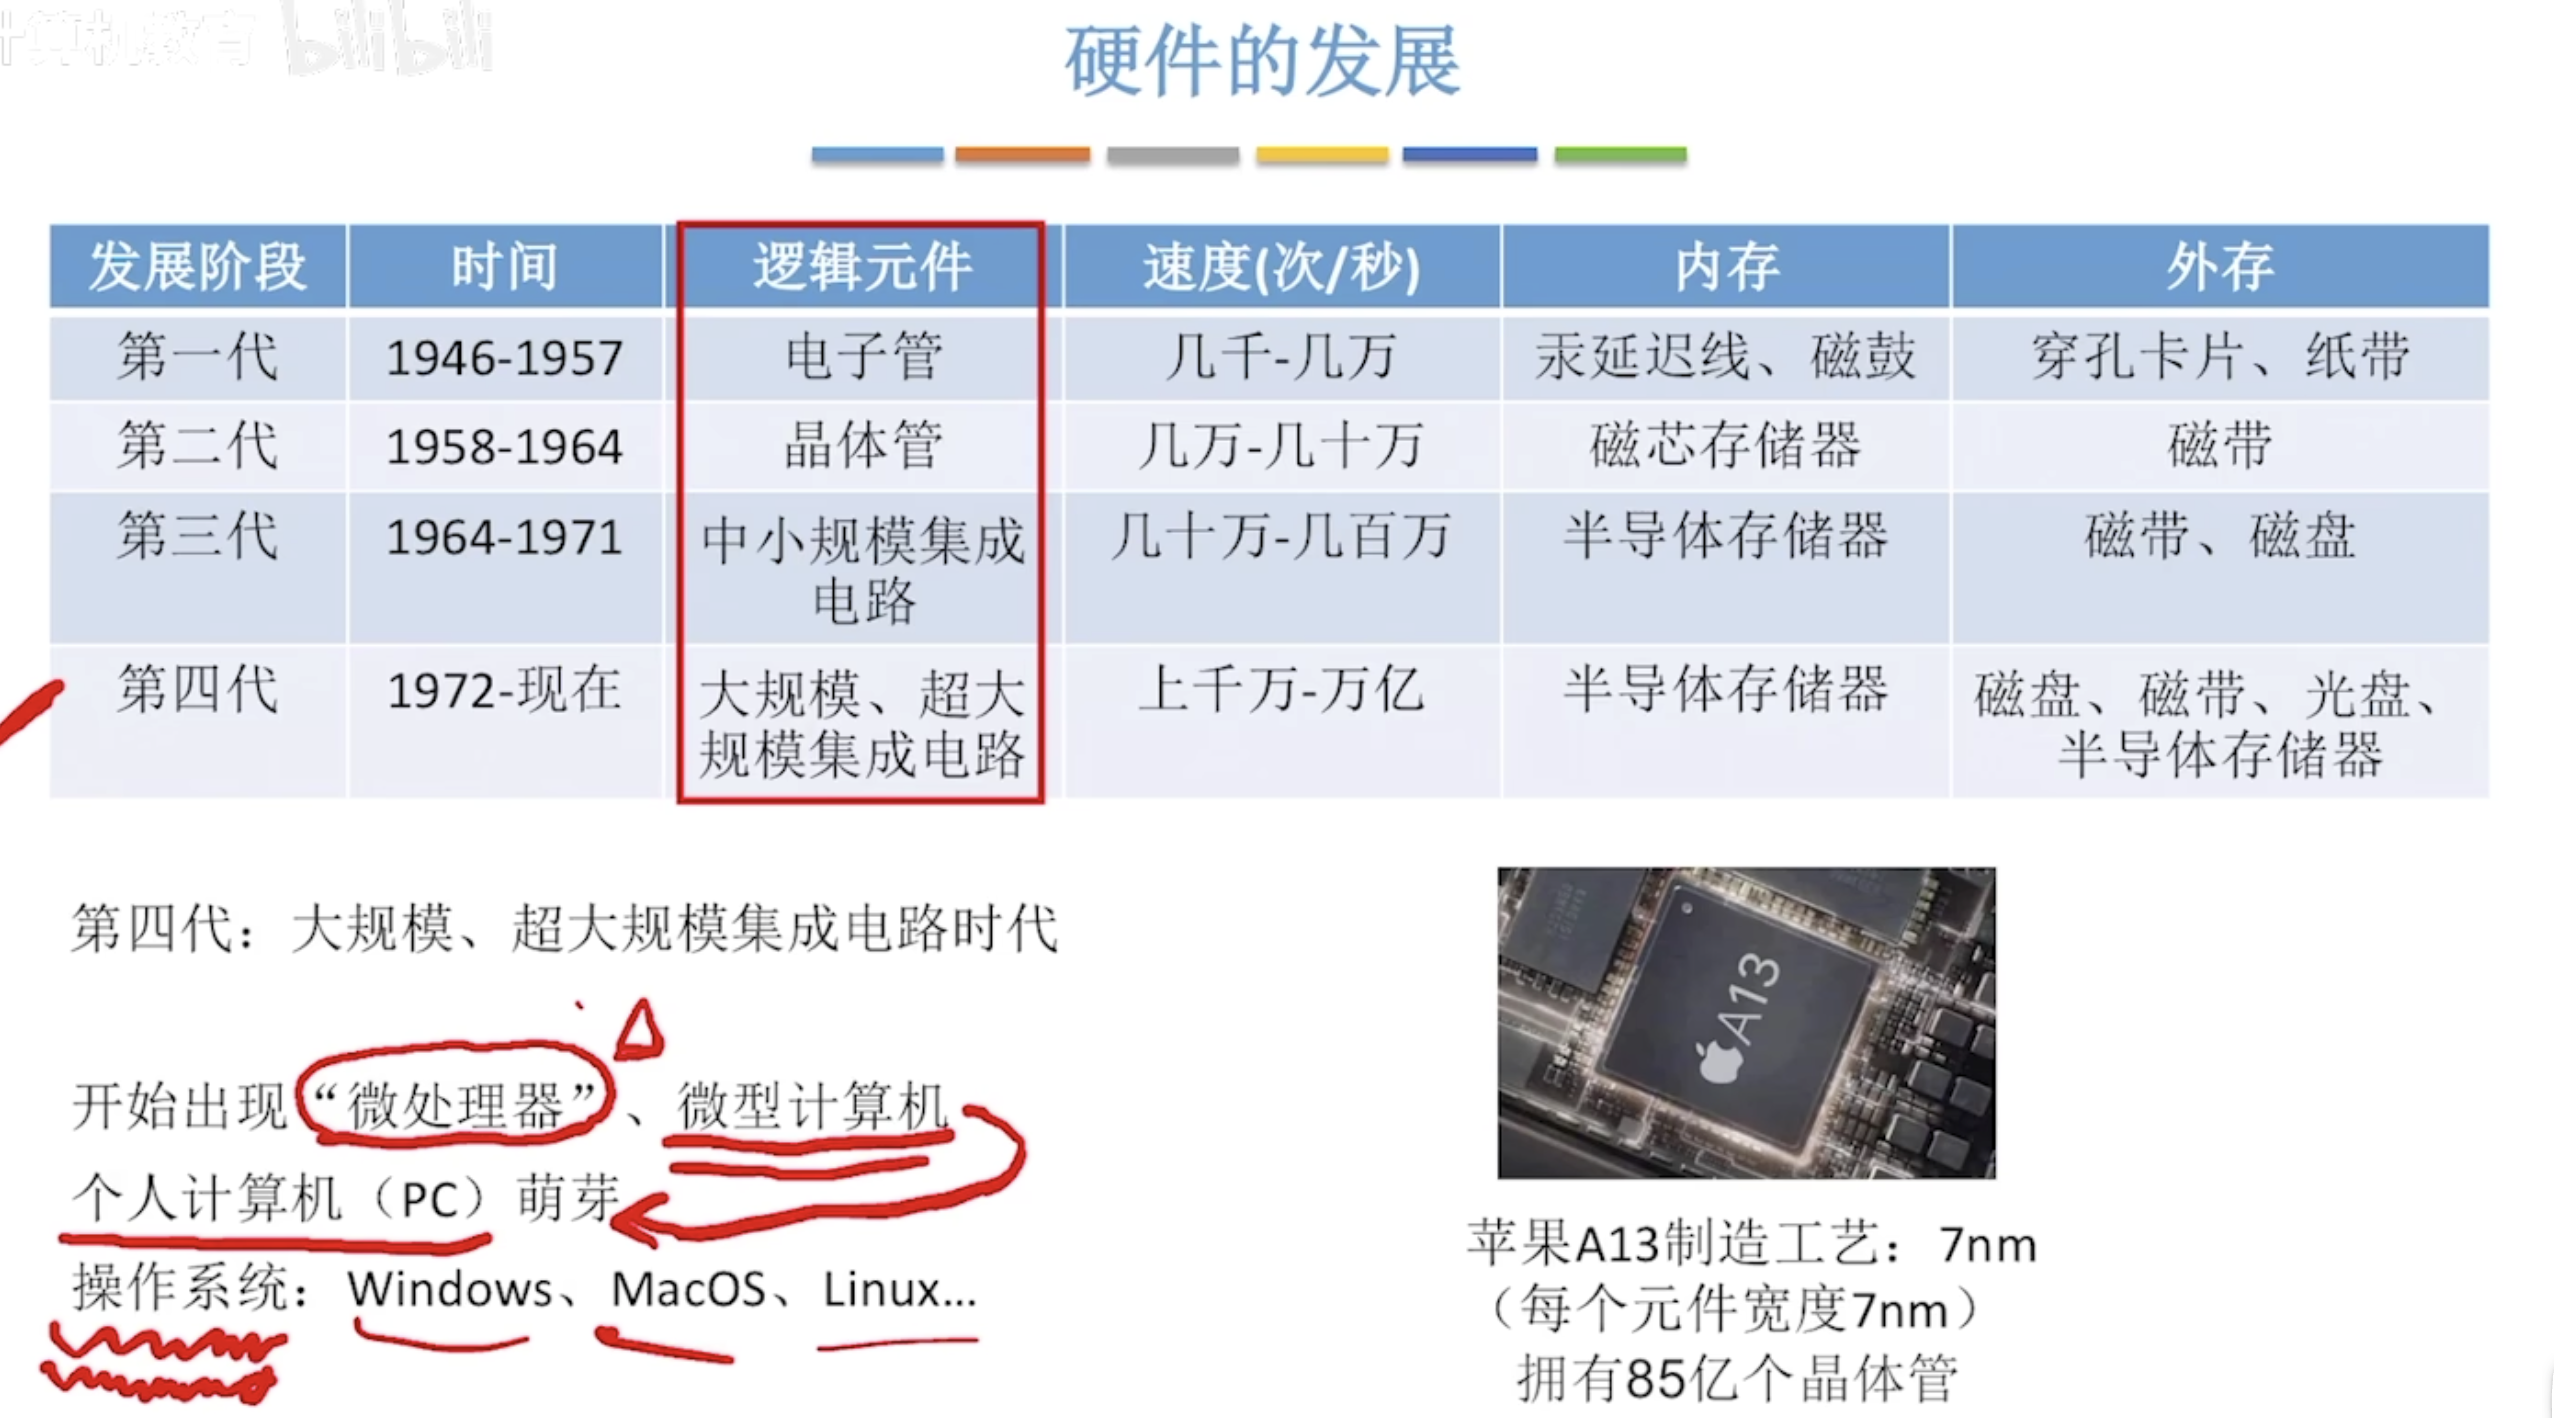 计算机教育 bilibili
硬件的发展
发展阶段 时间 逻辑元件 速度(次/秒) 内存 外存
第一代 1946-1957 电子管 几千-几万 汞延迟线、磁鼓 穿孔卡片、纸带
第二代 1958-1964 晶体管 几万-几十万 磁芯存储器 磁带
第三代 1964-1971 中小规模集成 几十万-几百万 半导体存储器 磁带、磁盘
电路
第四代 1972-现在 大规模、超大 上千万-万亿 半导体存储器 磁盘、磁带、光盘、
规模集成电路 半导体存储器
第四代：大规模、超大规模集成电路时代
开始出现“微处理器”、微型计算机
个人计算机（PC）萌芽
操作系统：Windows、MacOS、Linux...
A13
苹果A13制造工艺：7nm
（每个元件宽度7nm）
拥有85亿个晶体管